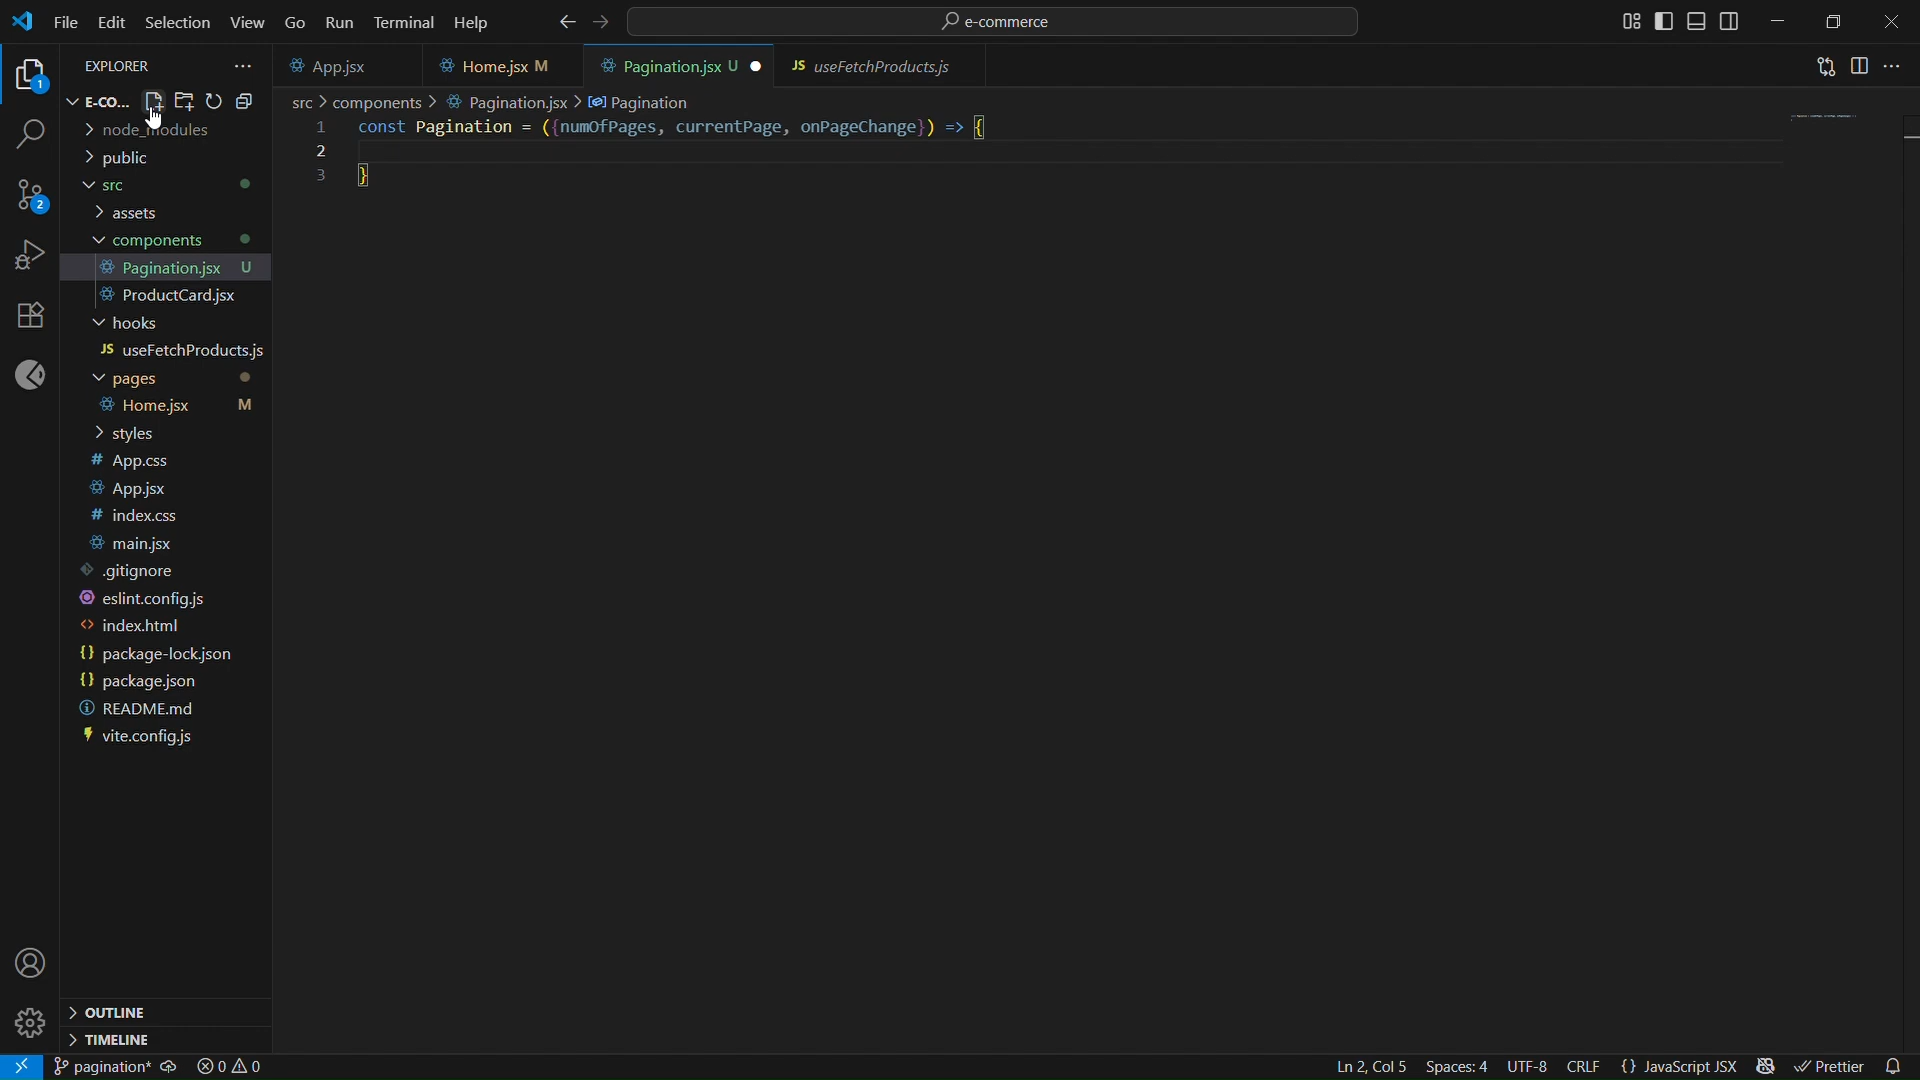 File Edit Selection View Go Run Terminal Help
e-commerce
EXPLORER
E-CO...
node_modules
public
src
assets
components
Pagination.jsx U
ProductCard.jsx
hooks
JS useFetchProducts.js
pages
Home.jsx M
styles
# App.css
App.jsx
# index.css
main.jsx
.gitignore
eslint.config.js
<> index.html
{} package-lock.json
{} package.json
README.md
vite.config.js
OUTLINE
TIMELINE
1
2
App.jsx
Home.jsx M
Pagination.jsx U
JS useFetchProducts.js
src > components > Pagination.jsx > Pagination
1 const Pagination = ({numOfPages, currentPage, onPageChange}) => {
2
3 }
pagination* 0 0 Ln 2, Col 5 Spaces: 4 UTF-8 CRLF {} JavaScript JSX Prettier